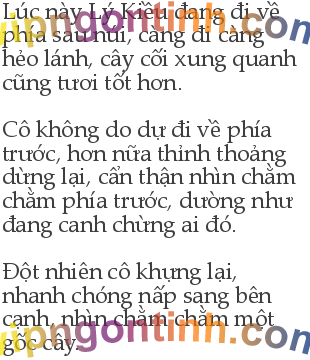 Lúc này Lý Kiều đang đi về
phía sau núi, càng đi càng
hẻo lánh, cây cối xung quanh
cũng tươi tốt hơn.
Cô không do dự đi về phía
trước, hơn nữa thỉnh thoảng
dừng lại, cẩn thận nhìn chằm
chằm phía trước, dường như
đang canh chừng ai đó.
Đột nhiên cô khựng lại,
nhanh chóng nấp sang bên
cạnh, nhìn chằm chằm một
gốc cây.
vipngontinh.com
vipngontinh.com